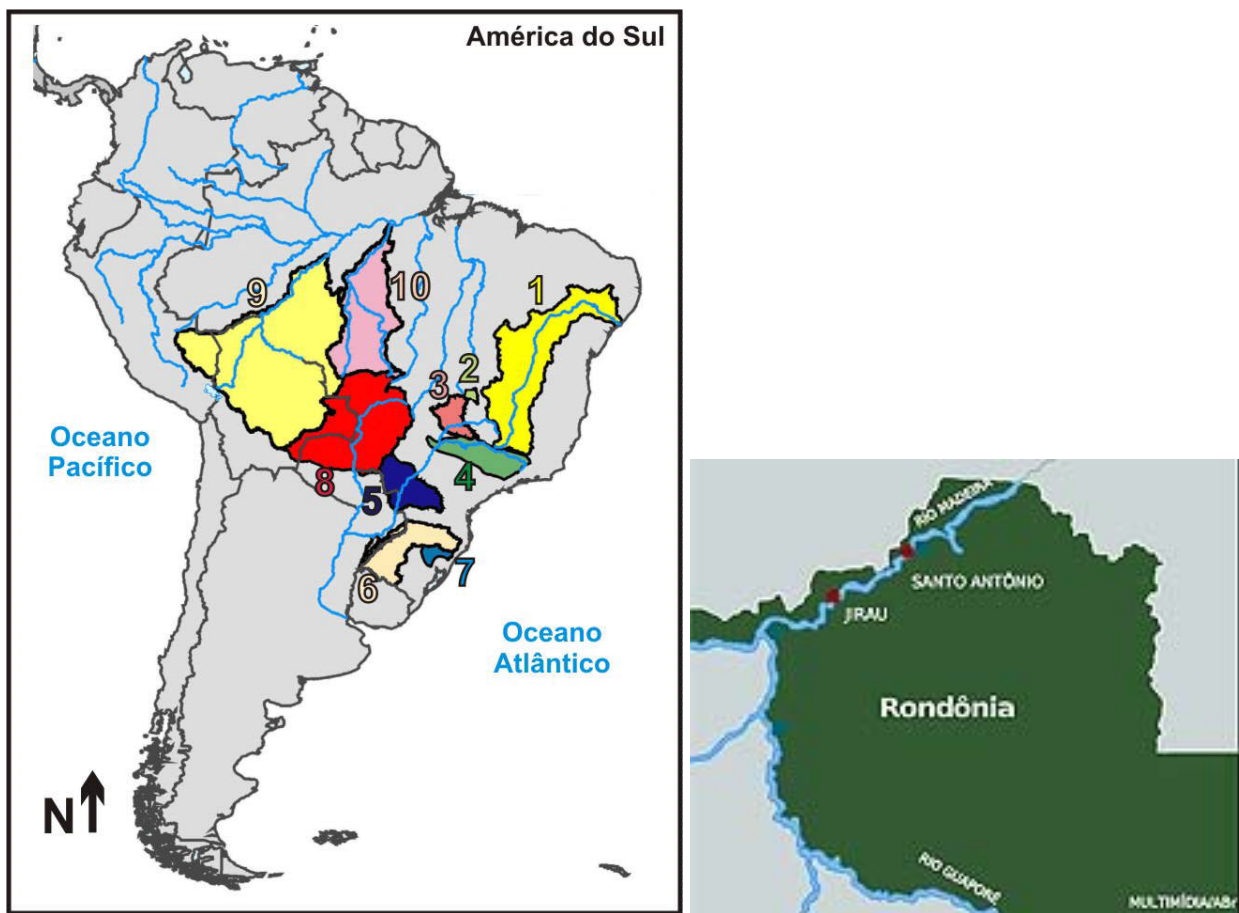 América do Sul
9
10
1
2
3
Oceano
Pacífico
4
8
5
6
7
Oceano
Atlântico
N
RIO MADEIRA
SANTO ANTÔNIO
JIRAU
Rondônia
RIO GUAPORÉ
MULTIMÍDIA/ABr